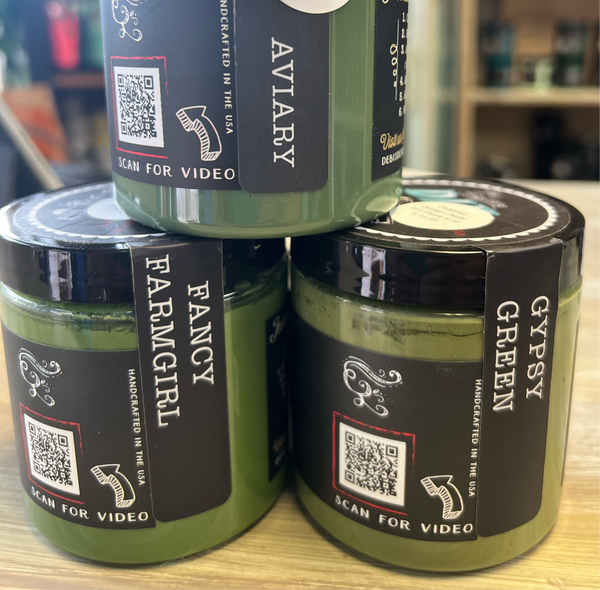 HANDCRAFTED IN THE USA
AVIARY
SCAN FOR VIDEO
FANCY
FARMGIRL
HANDCRAFTED IN THE USA
SCAN FOR VIDEO
GYPSY
GREEN
HANDCRAFTED IN THE USA
SCAN FOR VIDEO